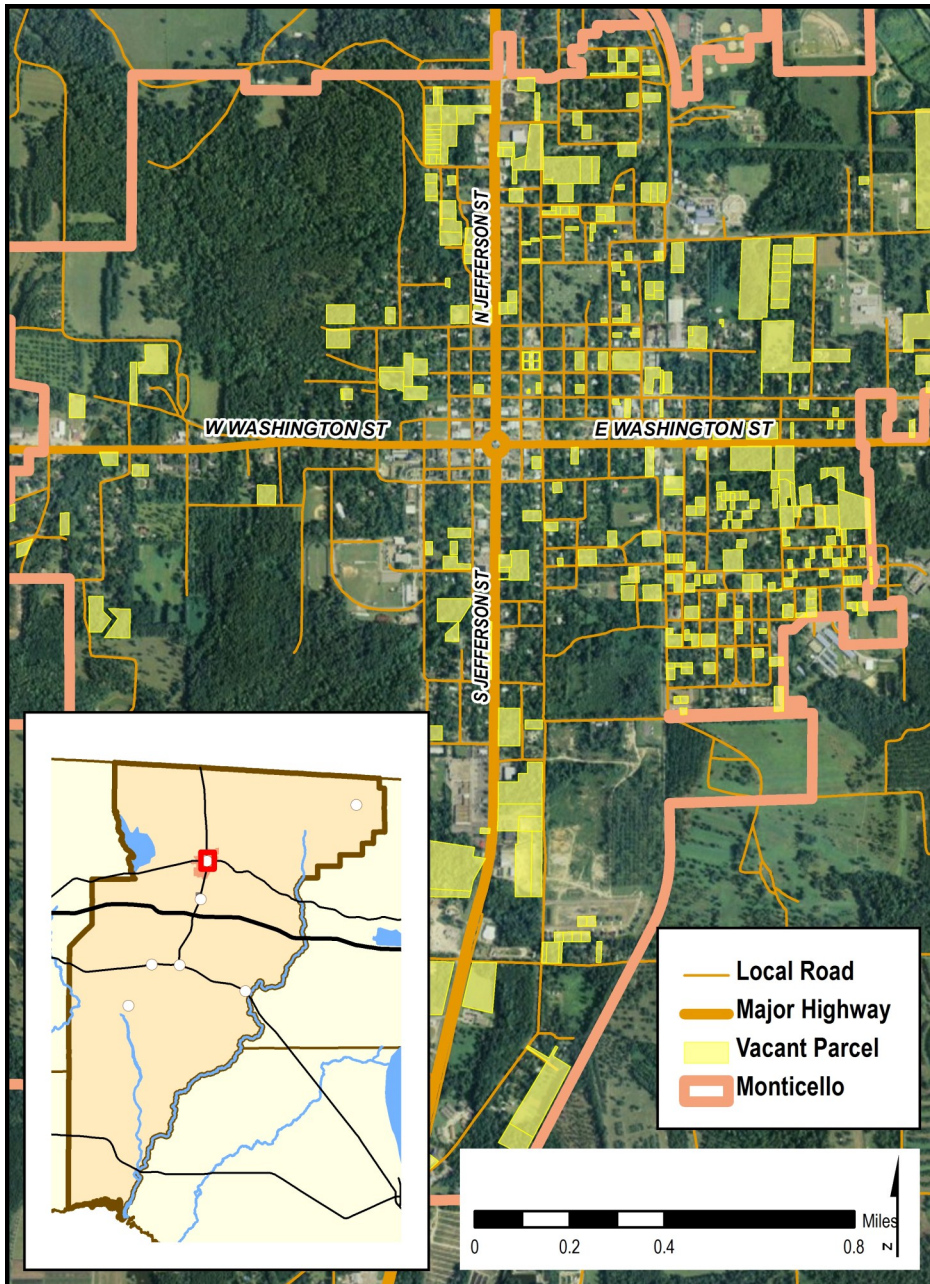 N JEFFERSON ST
W WASHINGTON ST
E WASHINGTON ST
S JEFFERSON ST
Local Road
Major Highway
Vacant Parcel
Monticello
Miles
0 0.2 0.4 0.8
N